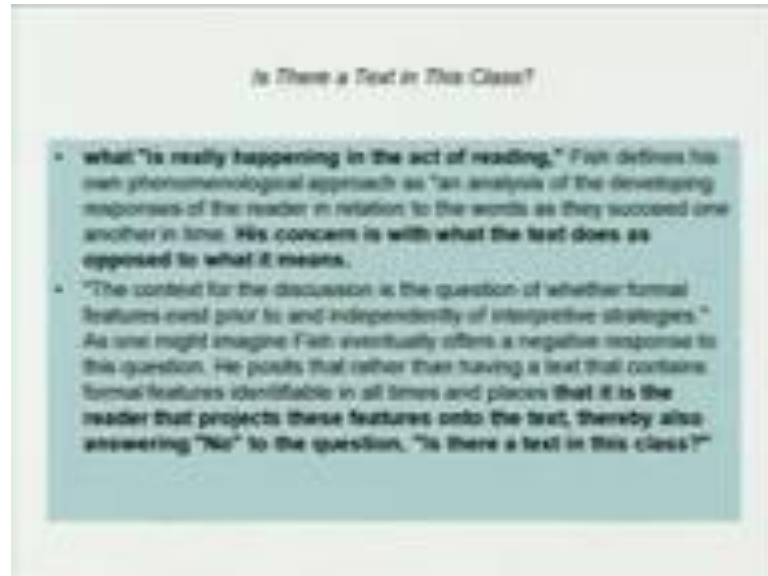 Is There a Text in This Class?
• what "is really happening in the act of reading," Fish defines his
own phenomenological approach as "an analysis of the developing
responses of the reader in relation to the words as they succeed one
another in time. His concern is with what the text does as
opposed to what it means.
• "The context for the discussion is the question of whether formal
features exist prior to and independently of interpretive strategies."
As one might imagine Fish eventually offers a negative response to
this question. He posits that rather than having a text that contains
formal features identifiable in all times and places that it is the
reader that projects these features onto the text, thereby also
answering "No" to the question, "Is there a text in this class?"